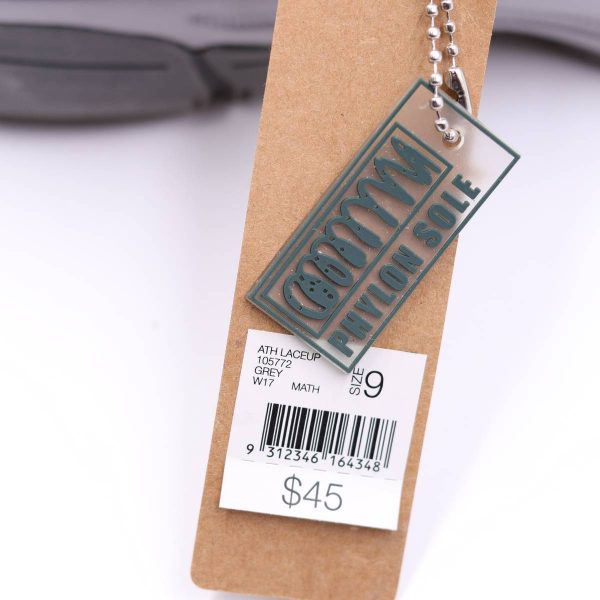 PHYLON SOLE
ATH LACEUP
105772
GREY
W17 MATH
SIZE 9
9 312346 164348
$45